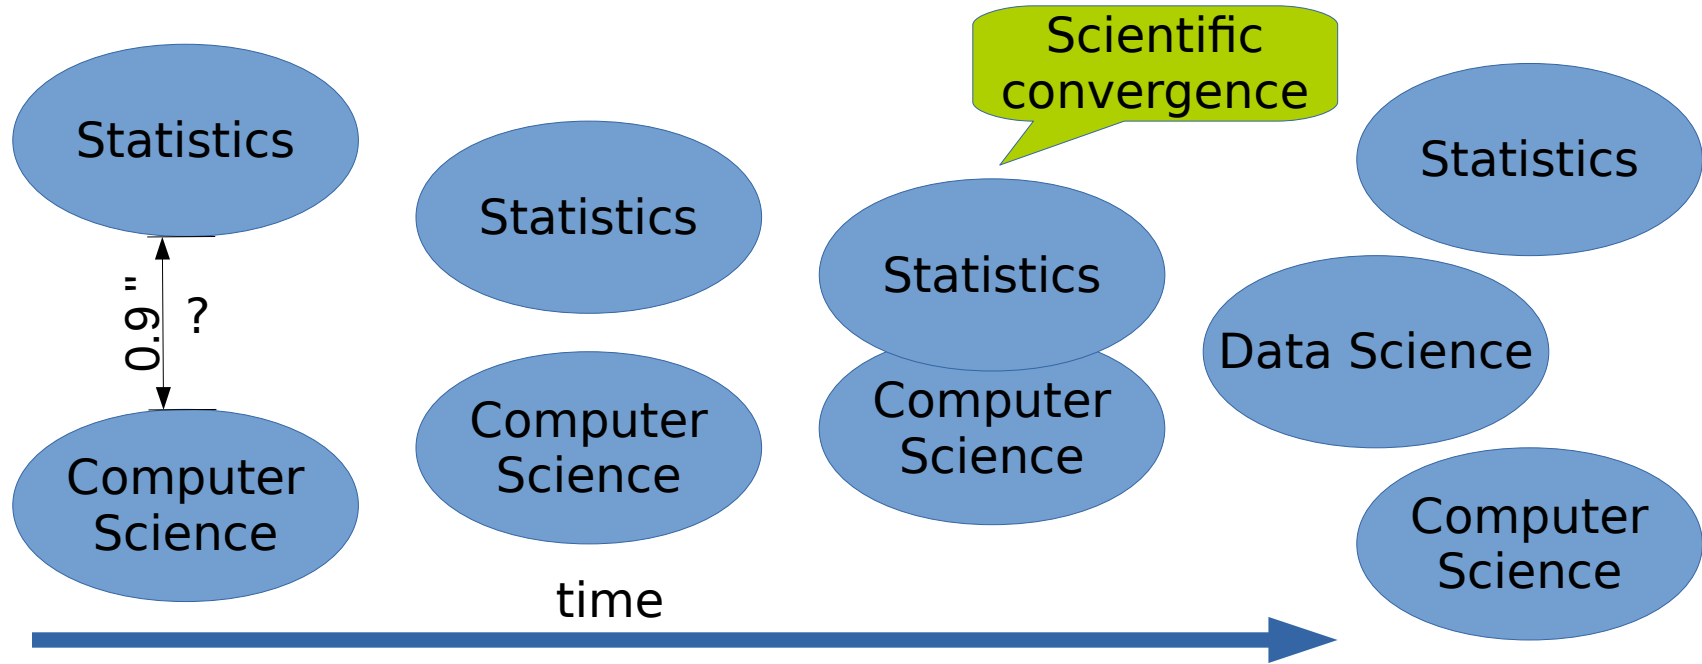 Statistics
0.9 "
?
Computer
Science
Statistics
Computer
Science
Scientific
convergence
Statistics
Computer
Science
Statistics
Data Science
Computer
Science
time